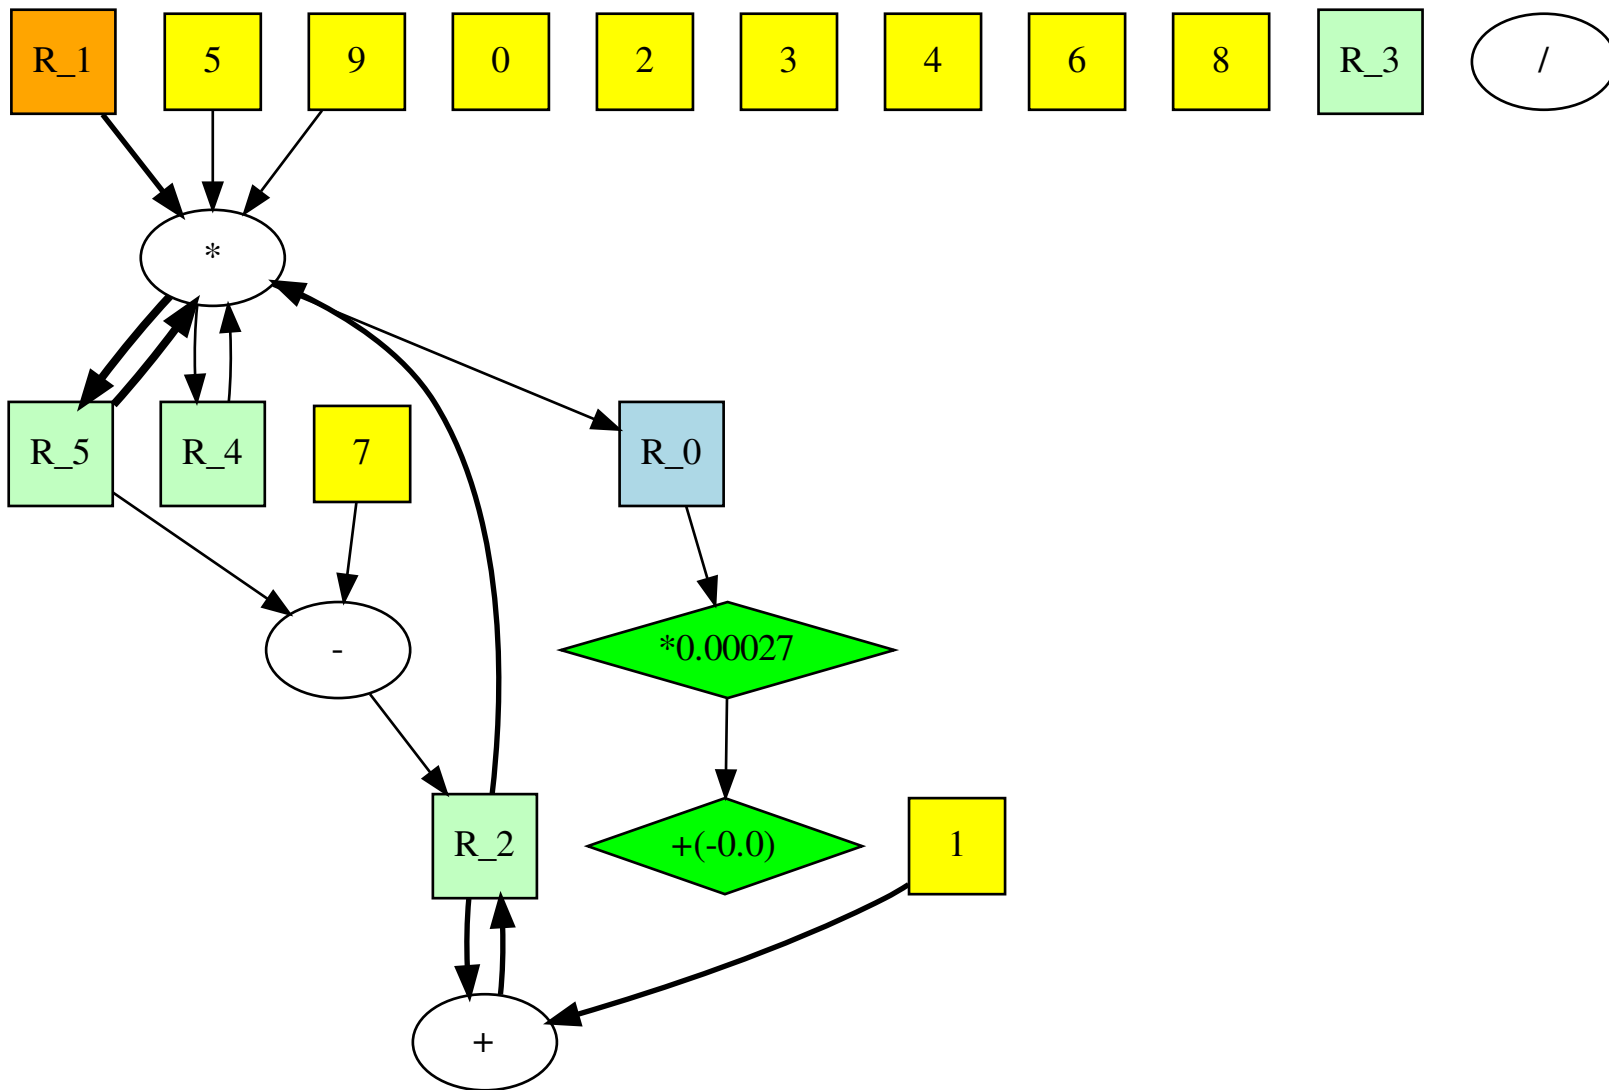 R_1 5 9 0 2 3 4 6 8 R_3 /
*
R_5 R_4 7 R_0
- *0.00027
R_2 +(-0.0) 1
+